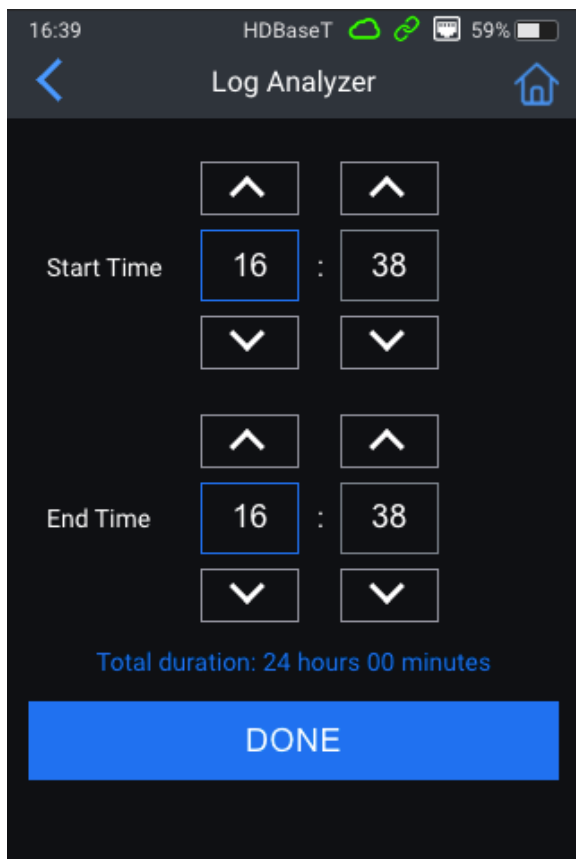 16:39 HDBaseT 59%
Log Analyzer
Start Time 16 : 38
End Time 16 : 38
Total duration: 24 hours 00 minutes
DONE